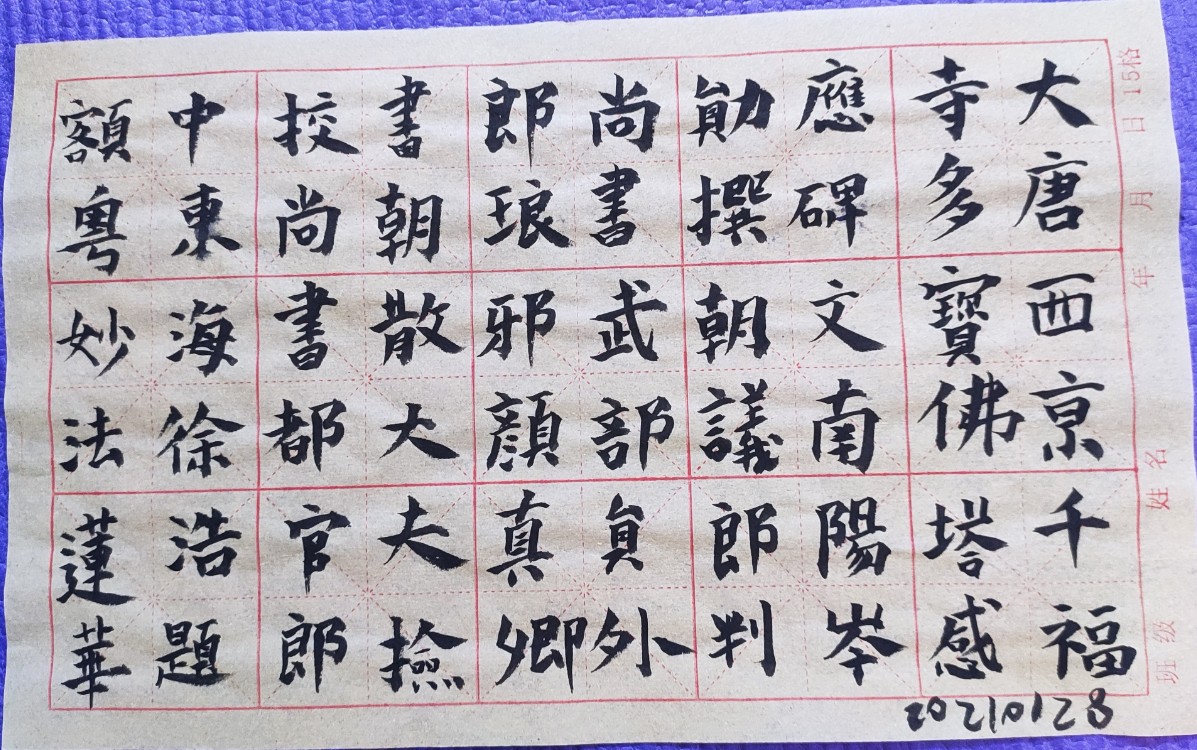 大唐西亰千福
寺多寶佛塔感
應碑文南陽岑
勛撰朝議郎判
尚書武部貟外
郎琅邪顏真卿
書朝散大夫撿
校尚書都官郎
中東海徐浩題
額粵妙法蓮華
20210128
班级 姓名 年 月 日 15格